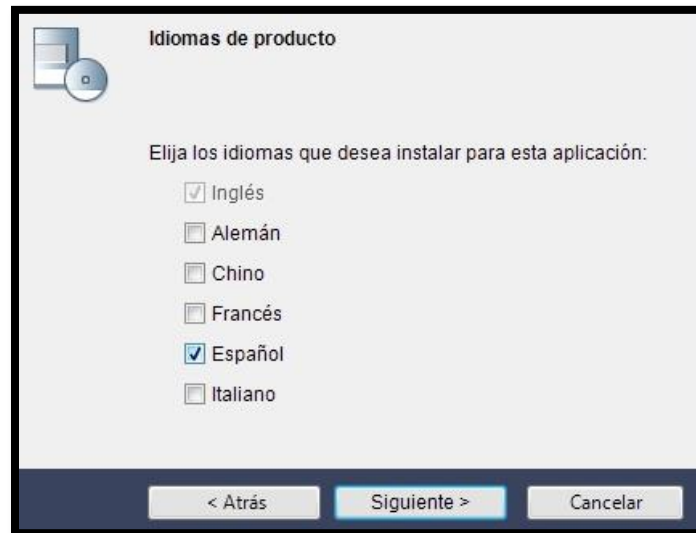 Idiomas de producto
Elija los idiomas que desea instalar para esta aplicación:
Inglés
Alemán
Chino
Francés
Español
Italiano
< Atrás
Siguiente >
Cancelar